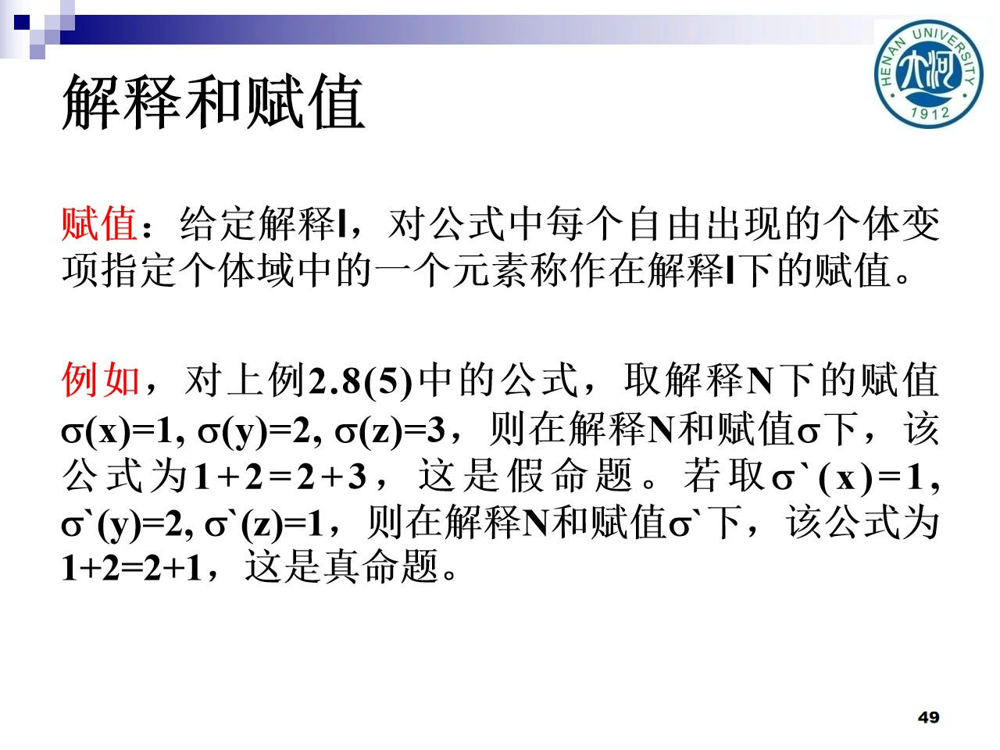 HENAN UNIVERSITY
1912
解释和赋值
赋值：给定解释I，对公式中每个自由出现的个体变
项指定个体域中的一个元素称作在解释I下的赋值。
例如，对上例2.8(5)中的公式，取解释N下的赋值
σ(x)=1, σ(y)=2, σ(z)=3，则在解释N和赋值σ下，该
公式为1+2=2+3，这是假命题。若取σ`(x)=1,
σ`(y)=2, σ`(z)=1，则在解释N和赋值σ`下，该公式为
1+2=2+1，这是真命题。
49